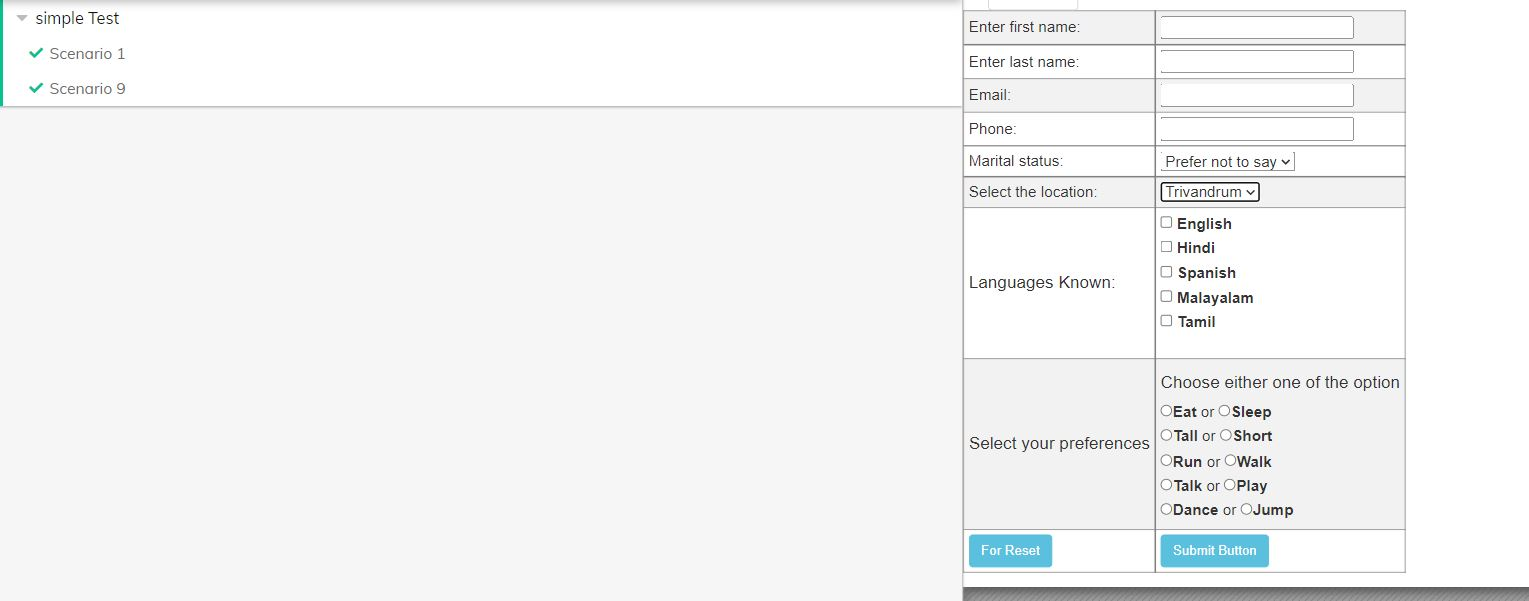 simple Test
Scenario 1
Scenario 9
Enter first name:
Enter last name:
Email:
Phone:
Marital status: Prefer not to say
Select the location: Trivandrum
Languages Known:
English
Hindi
Spanish
Malayalam
Tamil
Select your preferences
Choose either one of the option
Eat or Sleep
Tall or Short
Run or Walk
Talk or Play
Dance or Jump
For Reset Submit Button